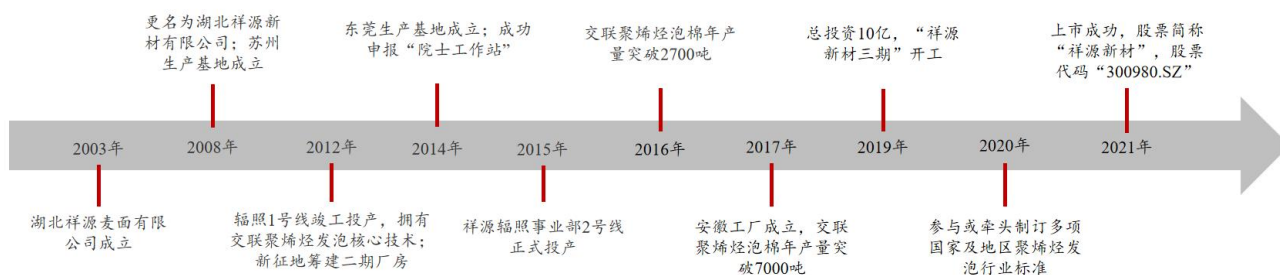 更名为湖北祥源新
材有限公司；苏州
生产基地成立
东莞生产基地成立；成功
申报“院士工作站”
交联聚烯烃泡棉年产
量突破2700吨
总投资10亿，“祥源
新材三期”开工
上市成功，股票简称
“祥源新材”，股票
代码“300980.SZ”
2003年
2008年
2012年
2014年
2015年
2016年
2017年
2019年
2020年
2021年
湖北祥源麦面有限
公司成立
辐照1号线竣工投产，拥有
交联聚烯烃发泡核心技术；
新征地筹建二期厂房
祥源辐照事业部2号线
正式投产
安徽工厂成立，交联
聚烯烃泡棉年产量突
破7000吨
参与或牵头制订多项
国家及地区聚烯烃发
泡行业标准